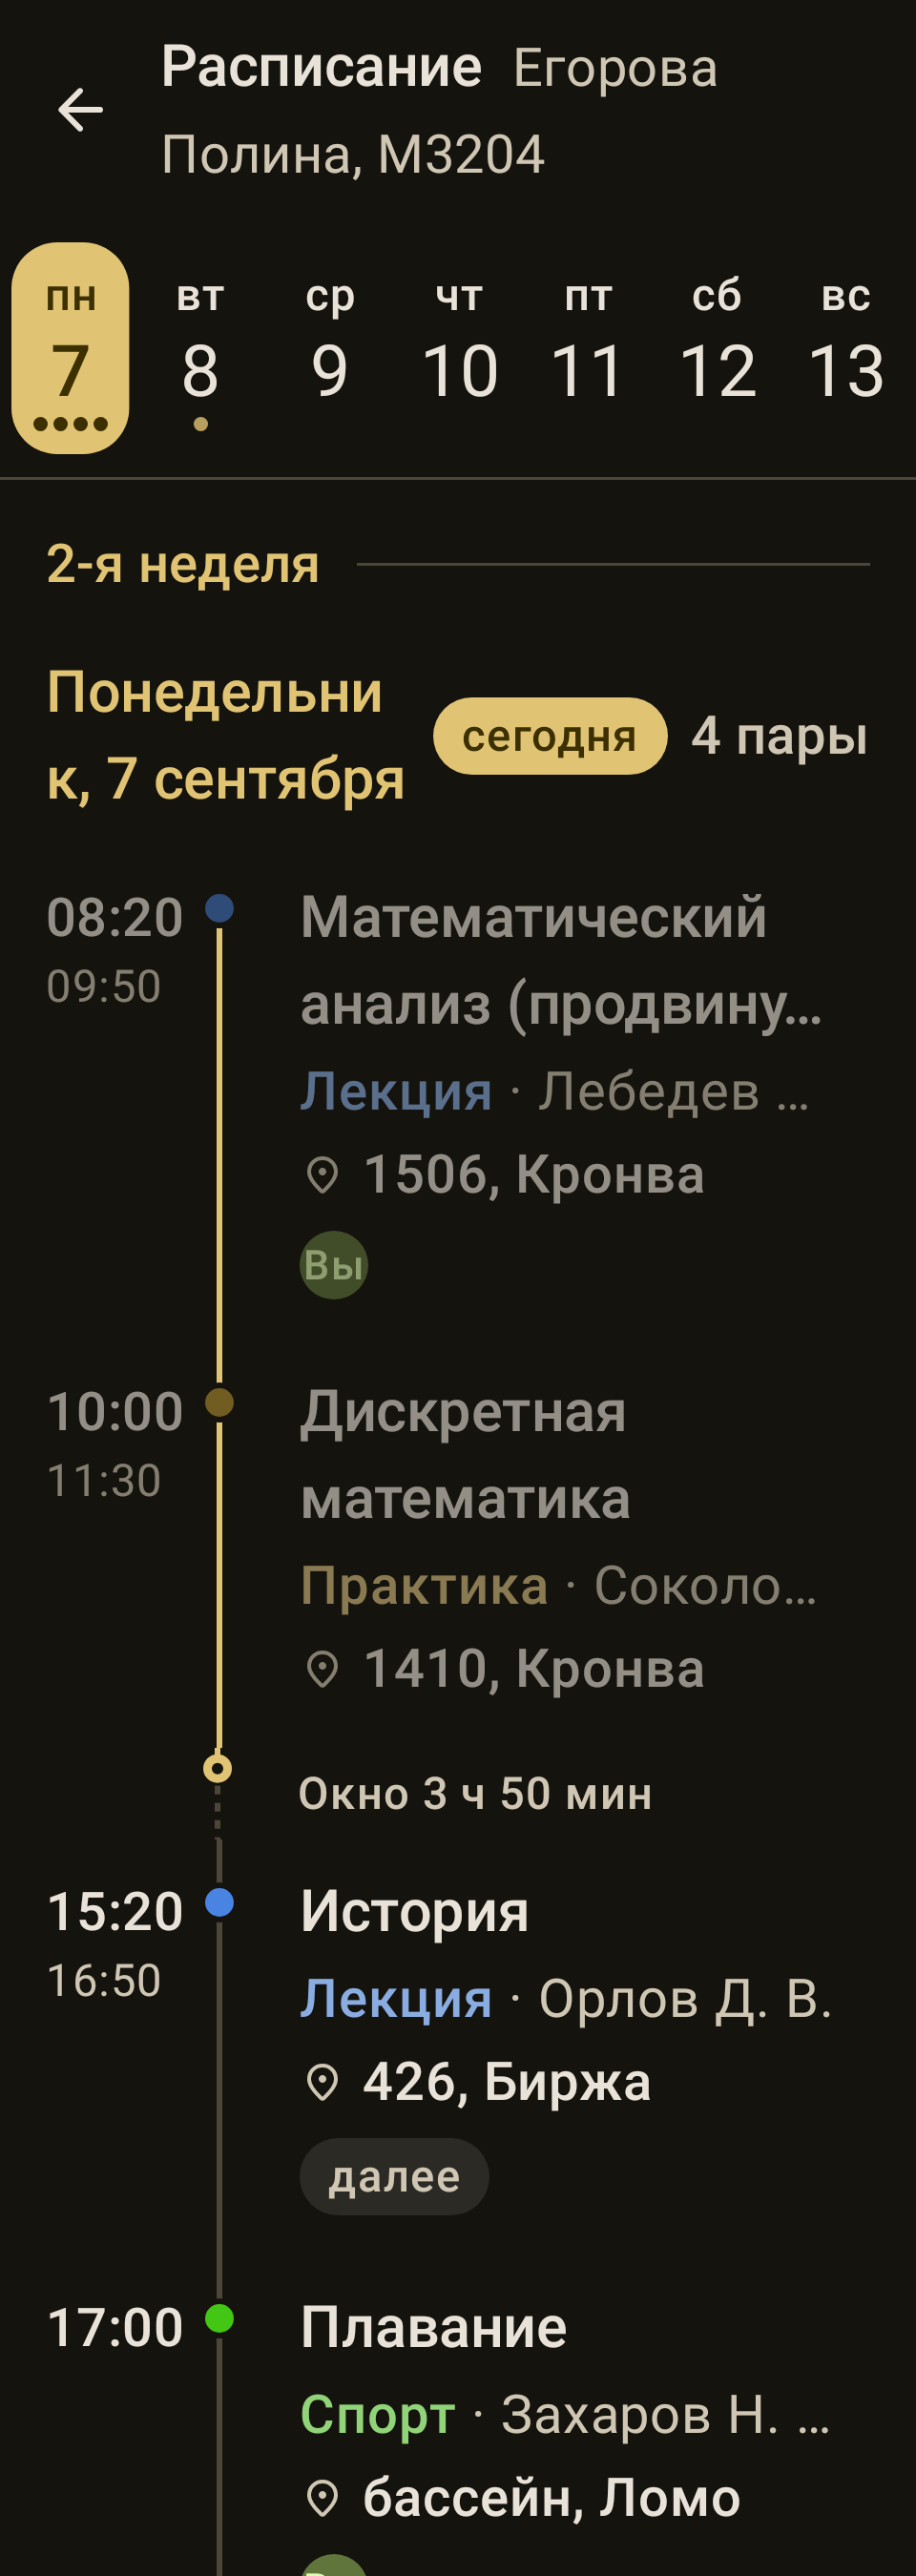 Расписание Егорова
Полина, М3204
пн вт ср чт пт сб вс
7 8 9 10 11 12 13
2-я неделя
Понедельни
к, 7 сентября
сегодня
4 пары
08:20
09:50
Математический
анализ (продвину…
Лекция · Лебедев …
1506, Кронва
Вы
10:00
11:30
Дискретная
математика
Практика · Соколо…
1410, Кронва
Окно 3 ч 50 мин
15:20
16:50
История
Лекция · Орлов Д. В.
426, Биржа
далее
17:00
Плавание
Спорт · Захаров Н. …
бассейн, Ломо